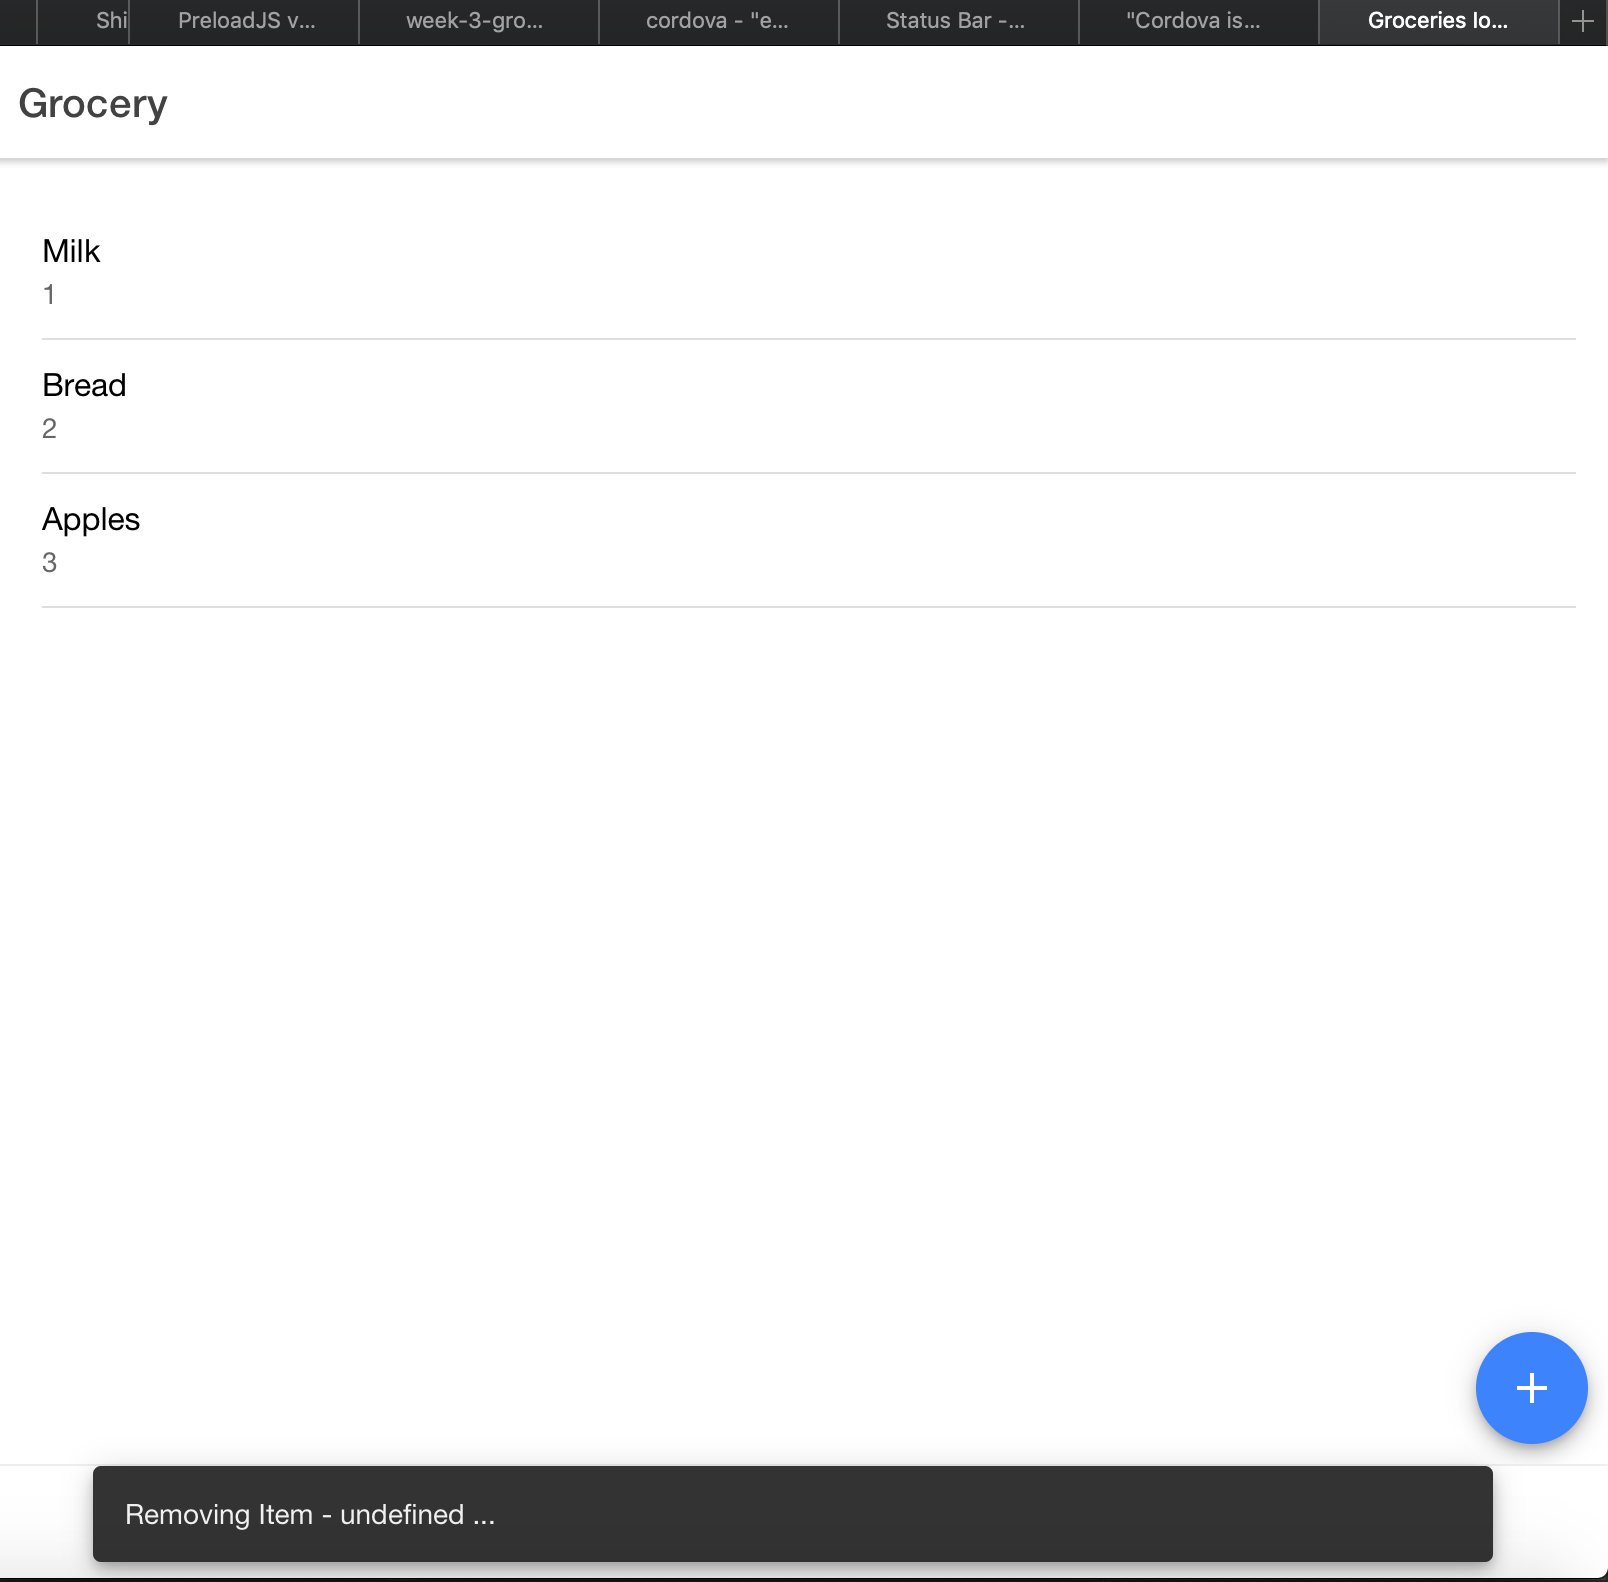 Shi
PreloadJS v...
week-3-gro...
cordova - "e...
Status Bar -...
"Cordova is...
Groceries lo...
+
Grocery
Milk
1
Bread
2
Apples
3
+
Removing Item - undefined ...